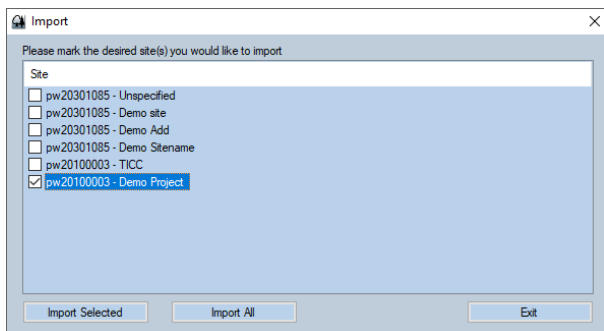 Import
Please mark the desired site(s) you would like to import
Site
pw20301085 - Unspecified
pw20301085 - Demo site
pw20301085 - Demo Add
pw20301085 - Demo Sitename
pw20100003 - TICC
pw20100003 - Demo Project
Import Selected Import All Exit